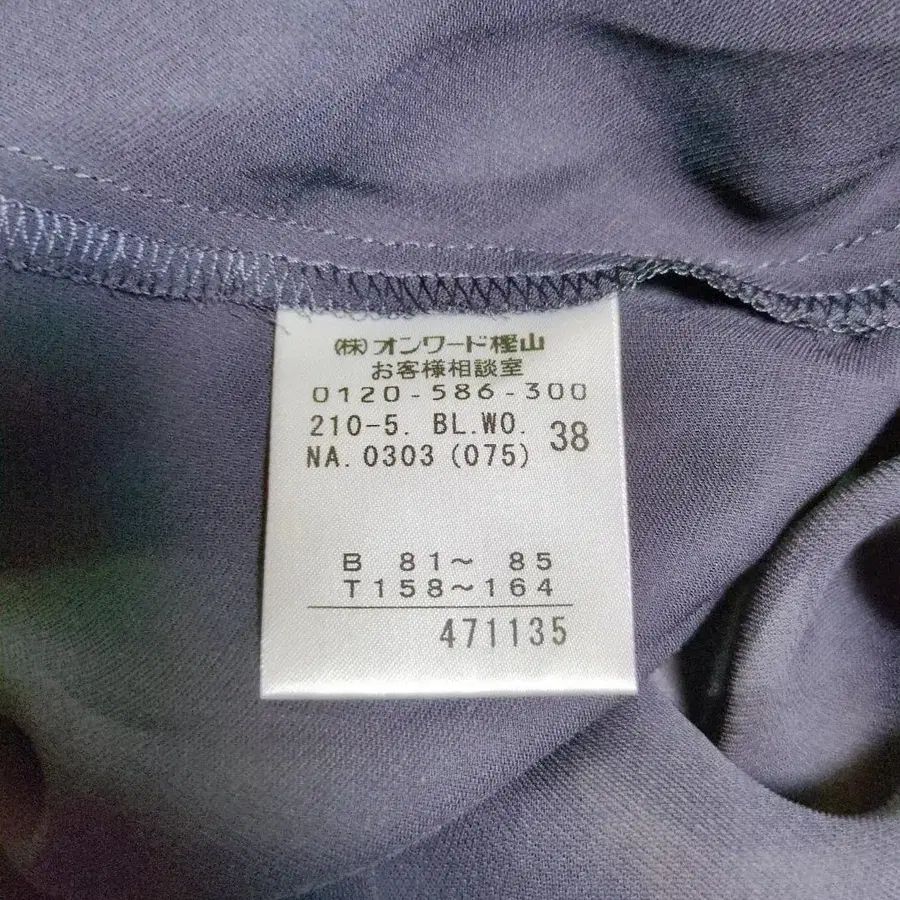 (株)オンワード樫山
お客様相談室
0120-586-300
210-5. BL.WO. 38
NA. 0303 (075)
B 81~ 85
T158~164
471135